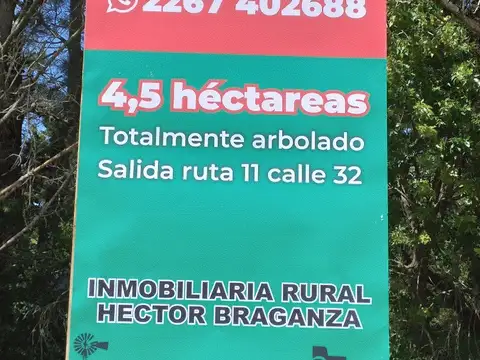 2267 402688
4,5 héctareas
Totalmente arbolado
Salida ruta 11 calle 32
INMOBILIARIA RURAL
HECTOR BRAGANZA